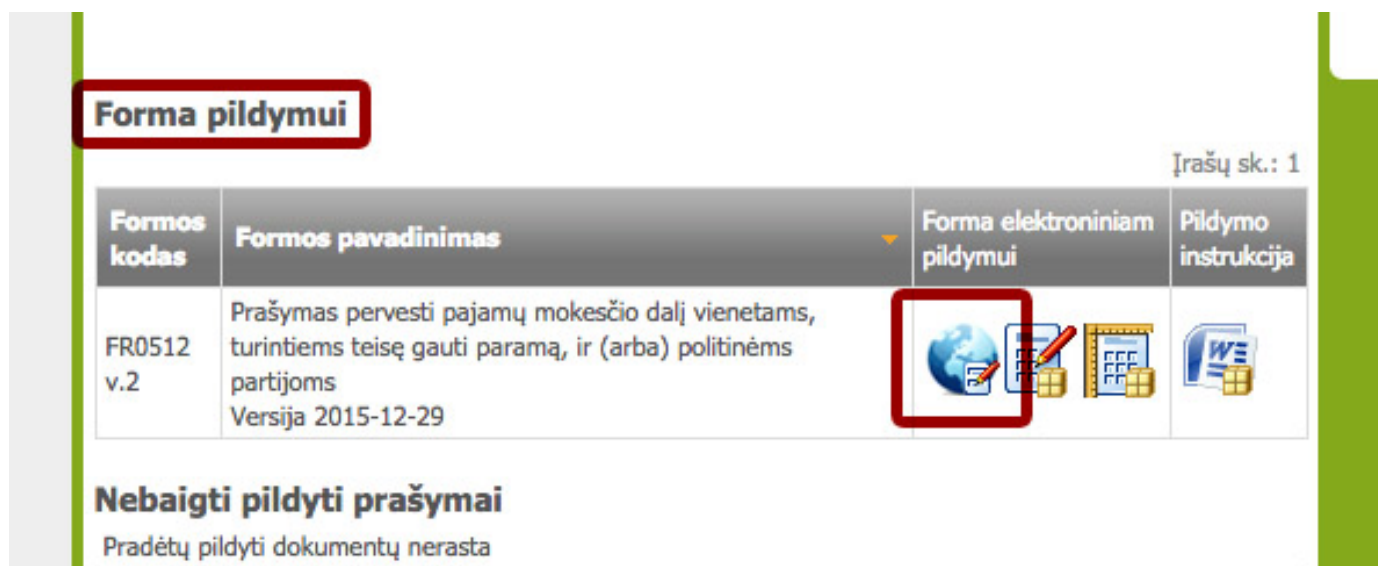 Forma pildymui
Įrašų sk.: 1
Formos kodas
Formos pavadinimas
Forma elektroniniam pildymui
Pildymo instrukcija
FR0512 v.2
Prašymas pervesti pajamų mokesčio dalį vienetams,
turintiems teisę gauti paramą, ir (arba) politinėms
partijoms
Versija 2015-12-29
Nebaigti pildyti prašymai
Pradėtų pildyti dokumentų nerasta